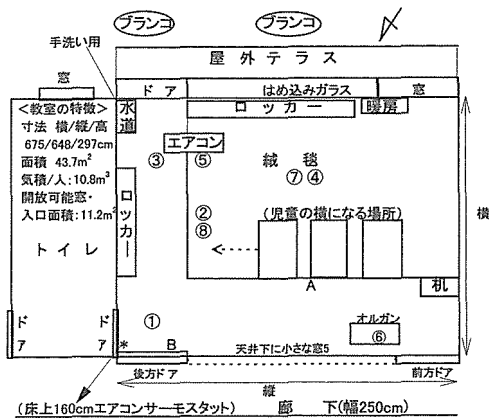 ブランコ ブランコ
手洗い用
屋外テラス
窓
ドア はめ込みガラス 窓
<教室の特徴>
寸法 横/縦/高
675/648/297cm
面積 43.7m²
気積/人:10.8m³
開放可能窓・
入口面積:11.2m²
トイレ
水道
ロッカー
暖房
エアコン
③ ⑤
絨毯
⑦④
ロッカー
②
⑧
(児童の横になる場所)
横
A
机
オルガン
①
⑥
ドア ドア
* B
天井下に小さな窓5
後方ドア 前方ドア
縦
(床上160cmエアコンサーモスタット) 廊下(幅250cm)